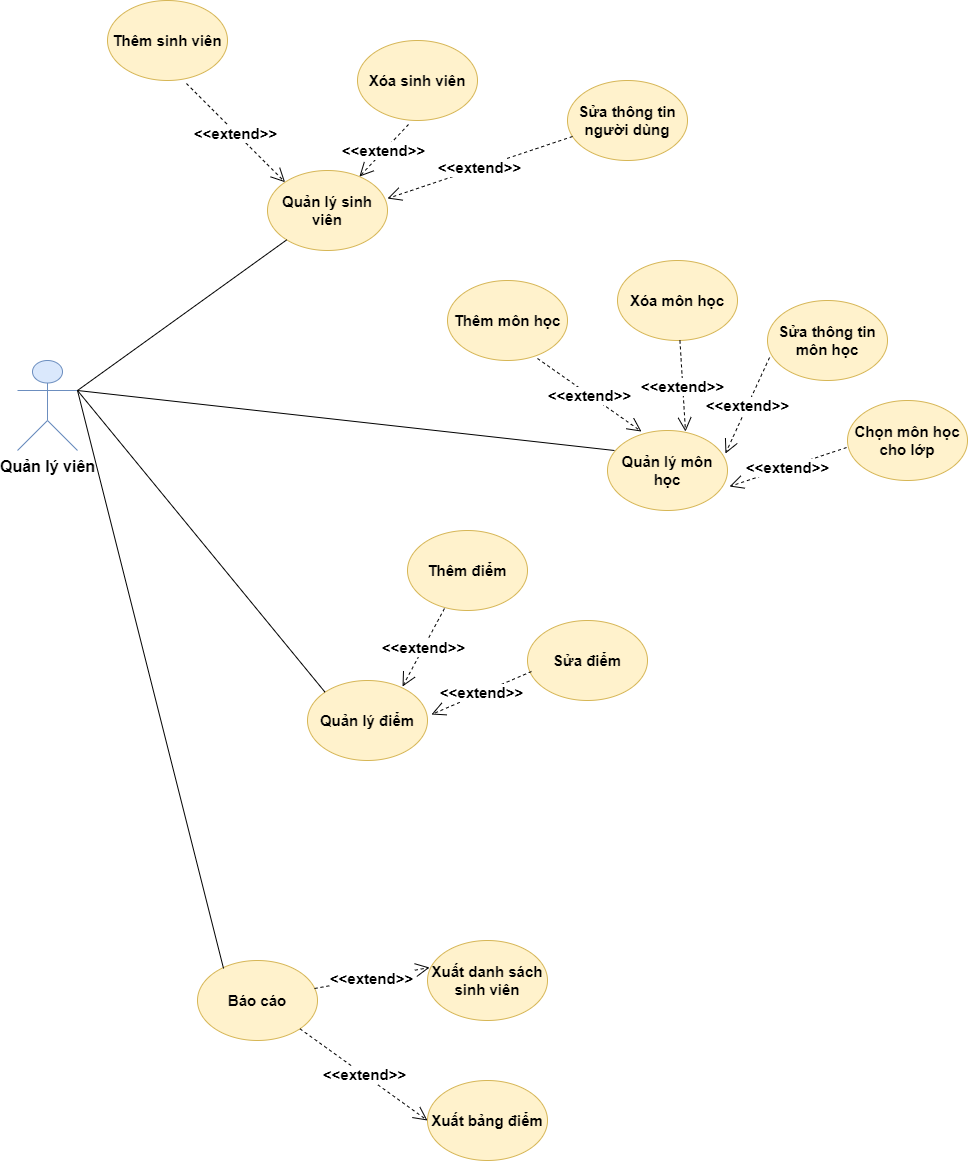 Thêm sinh viên
Xóa sinh viên
Sửa thông tin
người dùng
<<extend>>
<<extend>>
<<extend>>
Quản lý sinh
viên
Thêm môn học
Xóa môn học
Sửa thông tin
môn học
<<extend>>
<<extend>>
<<extend>>
Chọn môn học
cho lớp
<<extend>>
Quản lý môn
học
Quản lý viên
Thêm điểm
<<extend>>
Sửa điểm
<<extend>>
Quản lý điểm
Báo cáo
<<extend>>
Xuất danh sách
sinh viên
<<extend>>
Xuất bảng điểm